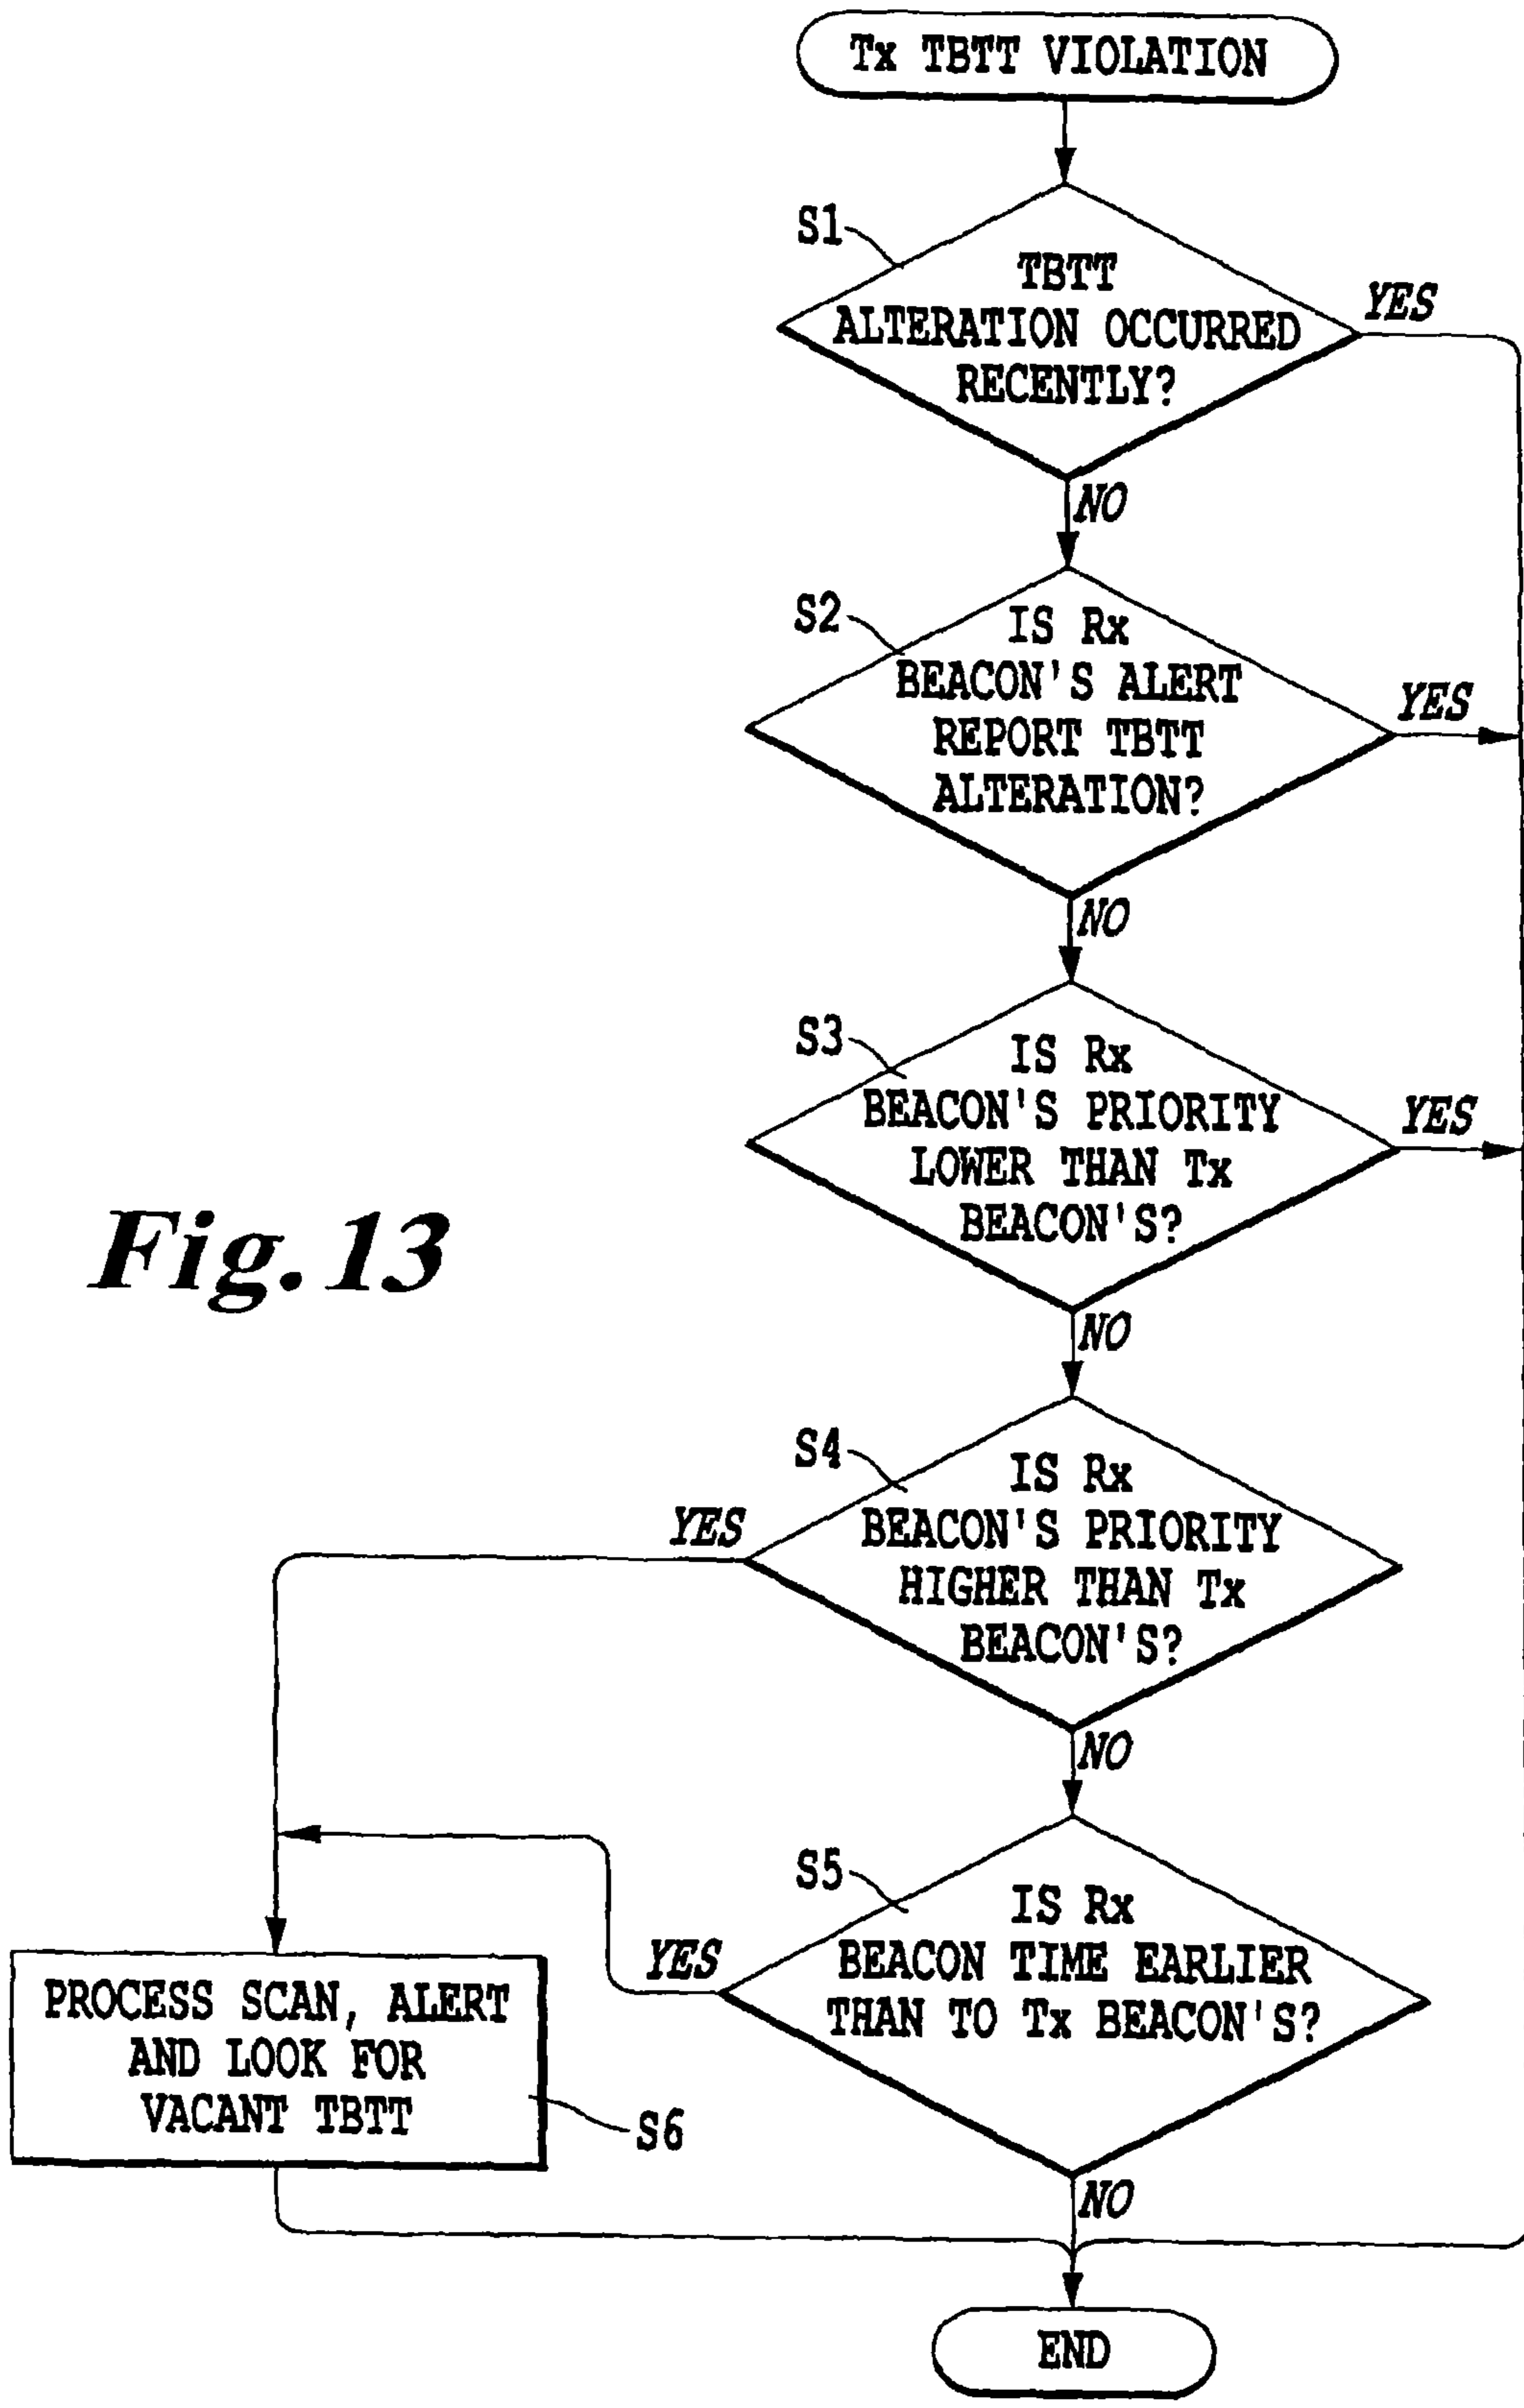 Tx TBTT VIOLATION
S1
TBTT
ALTERATION OCCURRED
RECENTLY?
YES
NO
S2
IS Rx
BEACON'S ALERT
REPORT TBTT
ALTERATION?
YES
NO
S3
IS Rx
BEACON'S PRIORITY
LOWER THAN Tx
BEACON'S?
YES
Fig.13
NO
S4
IS Rx
BEACON'S PRIORITY
HIGHER THAN Tx
BEACON'S?
YES
NO
S5
IS Rx
BEACON TIME EARLIER
THAN TO Tx BEACON'S?
YES
PROCESS SCAN, ALERT
AND LOOK FOR
VACANT TBTT
S6
NO
END